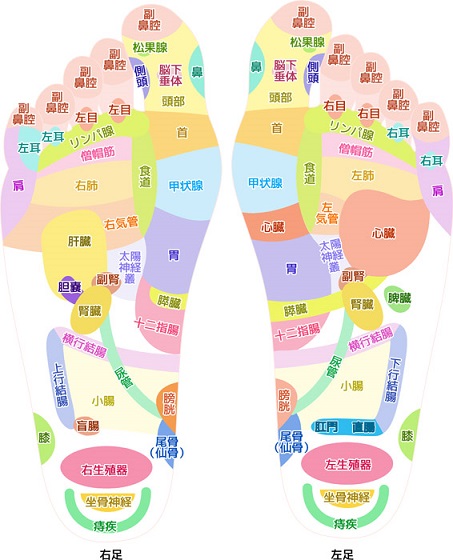 副
鼻腔
副
鼻腔
副
鼻腔
副
鼻腔
副
鼻腔
松果腺
側頭
脳下
垂体
鼻
頭部
左目
左目
左耳
左耳
リンパ腺
僧帽筋
肩
首
食道
右肺
甲状腺
右気管
肝臓
太陽
神経
叢
胃
副腎
胆嚢
腎臓
膵臓
十二指腸
横行結腸
上行結腸
尿管
小腸
膀胱
盲腸
尾骨
(仙骨)
膝
右生殖器
坐骨神経
痔疾
右足
副
鼻腔
副
鼻腔
副
鼻腔
副
鼻腔
副
鼻腔
松果腺
鼻
脳下
垂体
側頭
頭部
右目
右目
右耳
右耳
リンパ腺
僧帽筋
肩
首
食道
左肺
甲状腺
左
気管
心臓
心臓
太陽
神経
叢
胃
副腎
脾臓
腎臓
膵臓
十二指腸
横行結腸
下行結腸
尿管
小腸
膀胱
肛門
直腸
尾骨
(仙骨)
膝
左生殖器
坐骨神経
痔疾
左足